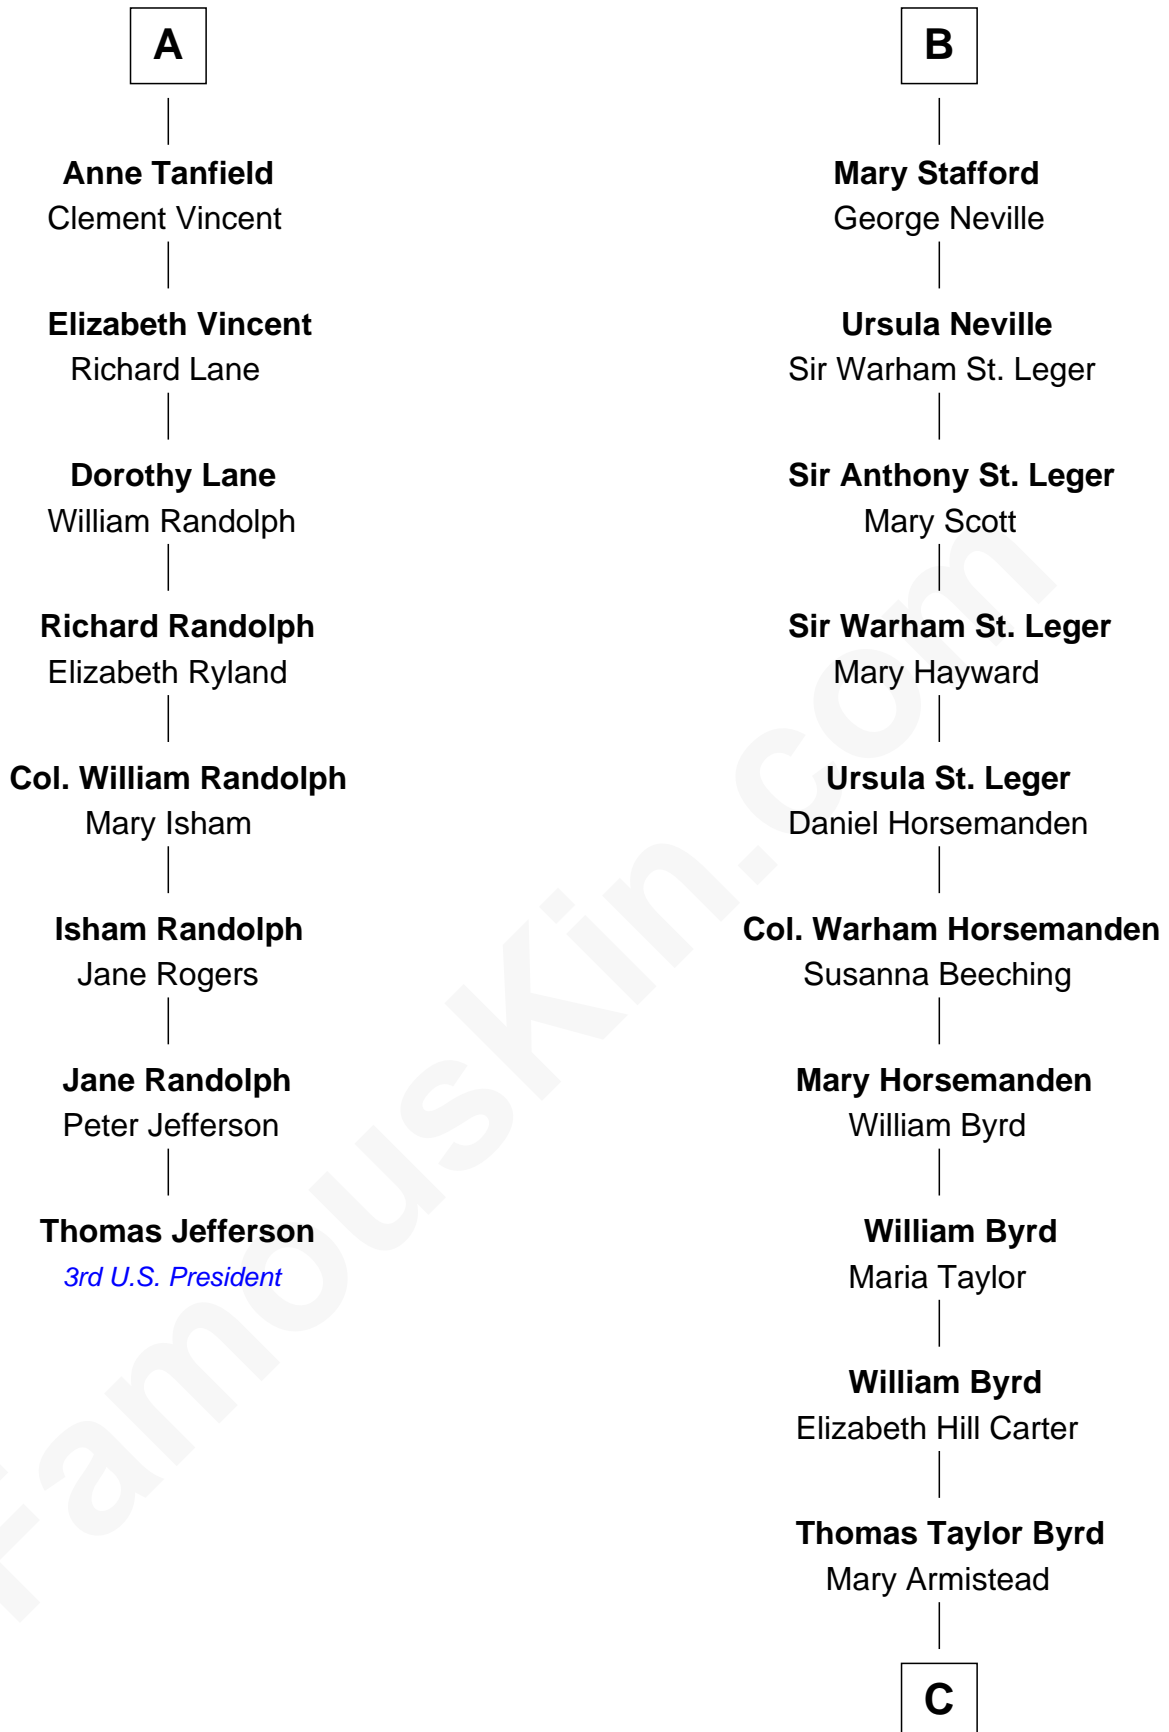 A
Anne Tanfield
Clement Vincent
Elizabeth Vincent
Richard Lane
Dorothy Lane
William Randolph
Richard Randolph
Elizabeth Ryland
Col. William Randolph
Mary Isham
Isham Randolph
Jane Rogers
Jane Randolph
Peter Jefferson
Thomas Jefferson
3rd U.S. President
B
Mary Stafford
George Neville
Ursula Neville
Sir Warham St. Leger
Sir Anthony St. Leger
Mary Scott
Sir Warham St. Leger
Mary Hayward
Ursula St. Leger
Daniel Horsemanden
Col. Warham Horsemanden
Susanna Beeching
Mary Horsemanden
William Byrd
William Byrd
Maria Taylor
William Byrd
Elizabeth Hill Carter
Thomas Taylor Byrd
Mary Armistead
C
FamousKin.com